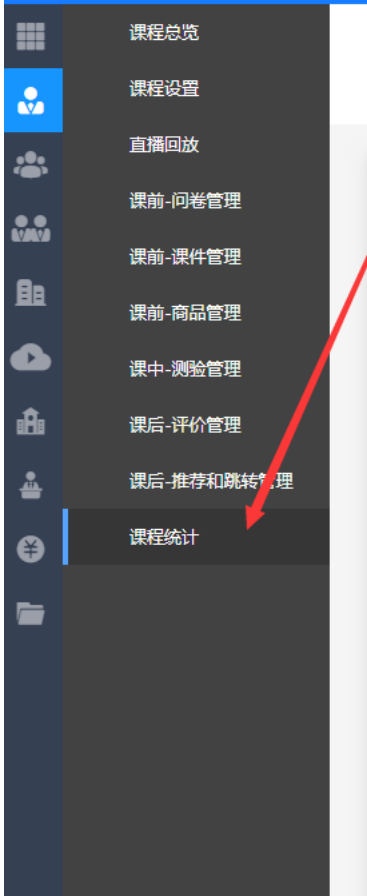 课程总览
课程设置
直播回放
课前-问卷管理
课前-课件管理
课前-商品管理
课中-测验管理
课后-评价管理
课后-推荐和跳转管理
课程统计